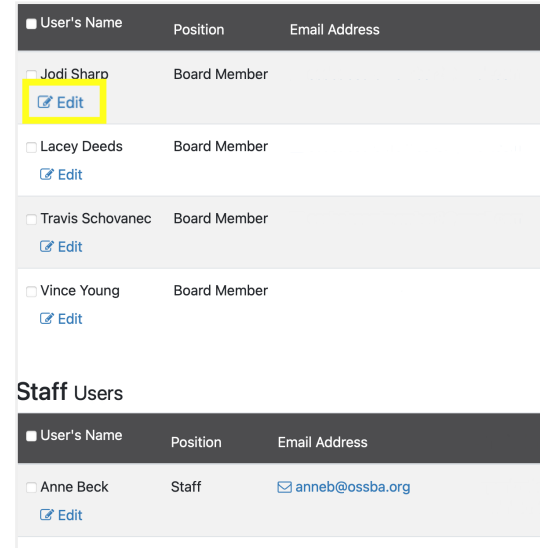 User's Name Position Email Address
Jodi Sharp Board Member
Edit
Lacey Deeds Board Member
Edit
Travis Schovanec Board Member
Edit
Vince Young Board Member
Edit
Staff Users
User's Name Position Email Address
Anne Beck Staff anneb@ossba.org
Edit